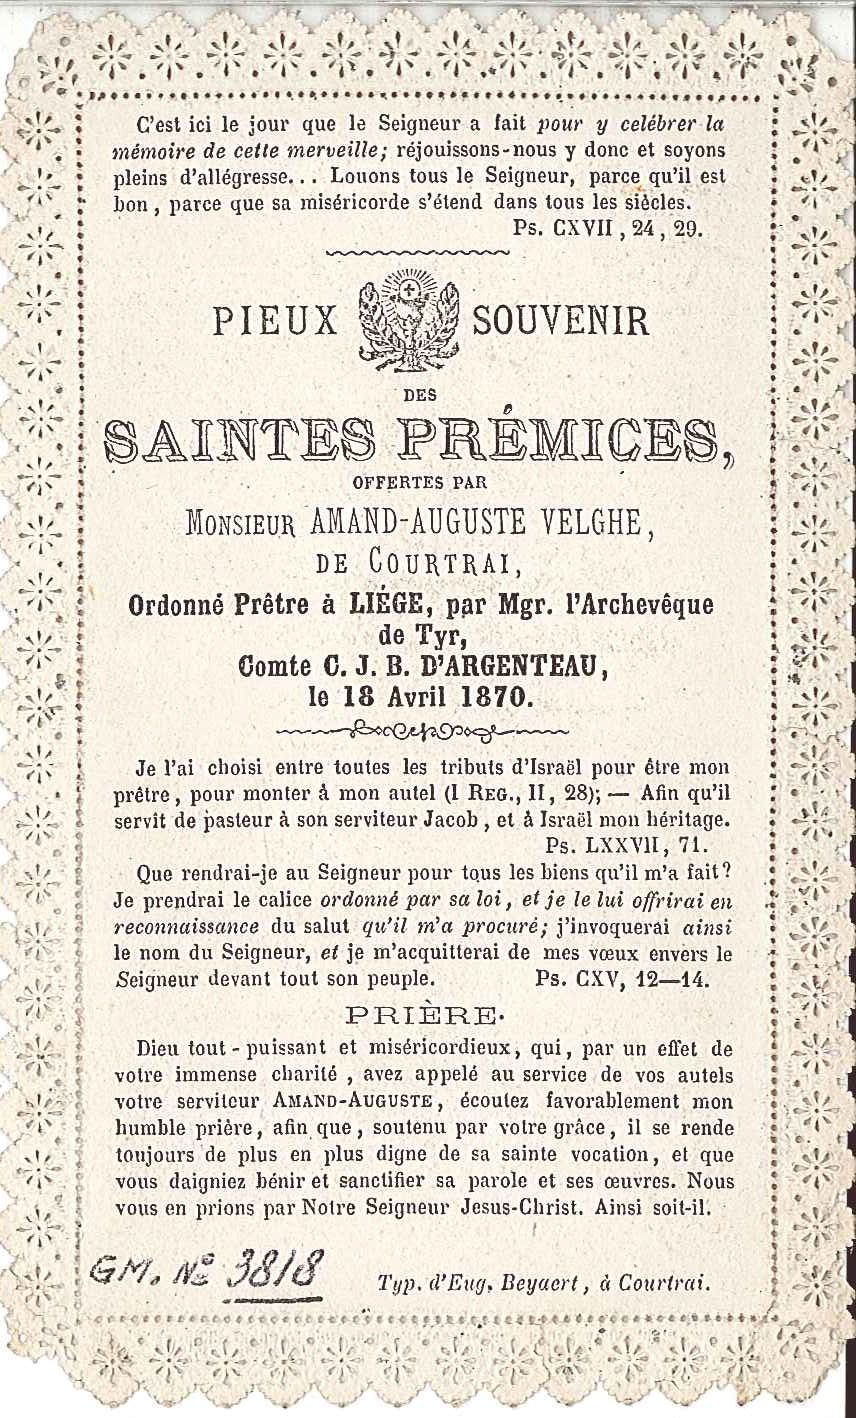 C'est ici le jour que le Seigneur a fait pour y celébrer la
mémoire de cette merveille; réjouissons-nous y donc et soyons
pleins d'allégresse... Louons tous le Seigneur, parce qu'il est
bon, parce que sa miséricorde s'étend dans tous les siècles.
Ps. CXVII, 24, 29.
PIEUX SOUVENIR
DES
SAINTES PRÉMICES,
OFFERTES PAR
MONSIEUR AMAND-AUGUSTE VELGHE,
DE COURTRAI,
Ordonné Prêtre à LIÉGE, par Mgr. l'Archevêque
de Tyr,
Comte C. J. B. D'ARGENTEAU,
le 18 Avril 1870.
Je l'ai choisi entre toutes les tributs d'Israël pour être mon
prêtre, pour monter à mon autel (I REG., II, 28); — Afin qu'il
servit de pasteur à son serviteur Jacob, et à Israël mon héritage.
Ps. LXXVII, 71.
Que rendrai-je au Seigneur pour tous les biens qu'il m'a fait?
Je prendrai le calice ordonné par sa loi, et je le lui offrirai en
reconnaissance du salut qu'il m'a procuré; j'invoquerai ainsi
le nom du Seigneur, et je m'acquitterai de mes vœux envers le
Seigneur devant tout son peuple. Ps. CXV, 12—14.
PRIÈRE.
Dieu tout-puissant et miséricordieux, qui, par un effet de
votre immense charité, avez appelé au service de vos autels
votre serviteur AMAND-AUGUSTE, écoutez favorablement mon
humble prière, afin que, soutenu par votre grâce, il se rende
toujours de plus en plus digne de sa sainte vocation, et que
vous daigniez bénir et sanctifier sa parole et ses œuvres. Nous
vous en prions par Notre Seigneur Jesus-Christ. Ainsi soit-il.
GM. No 3818
Typ. d'Eug. Beyaert, à Courtrai.